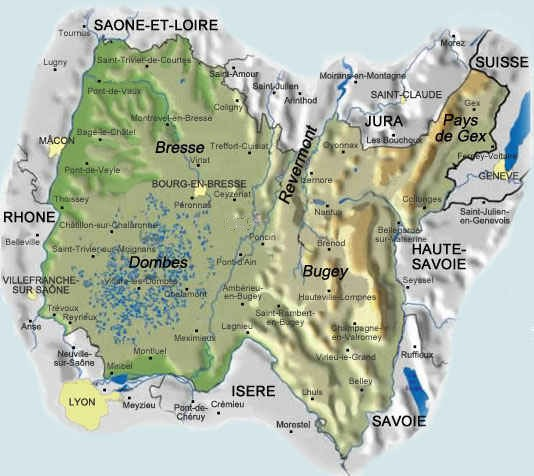 SAONE-ET-LOIRE
Tournus
Morez
Lugny
Saint-Trivier-de-Courtes
SUISSE
Saint-Amour
Moirans-en-Montagne
Pont-de-Vaux
Saint-Julien
SAINT-CLAUDE
Arinthod
Coligny
Gex
Montrevel-en-Bresse
JURA
Pays
de Gex
Bagé-le-Châtel
MÂCON
Les Bouchoux
Bresse
Treffort-Cuisiat
Revermont
Oyonnax
Ferney-Voltaire
Viriat
Pont-de-Veyle
GENEVE
Izernore
BOURG-EN-BRESSE
Ceyzériat
Thoissey
Péronnas
Collonges
Nantua
Saint-Julien
en-Genevois
RHONE
Châtillon-sur-Chalaronne
Bellegarde-
sur-Valserine
Belleville
Poncin
Brénod
Saint-Trivier-sur-Moignans
HAUTE-
SAVOIE
Dombes
Pont-d'Ain
Bugey
VILLEFRANCHE-
SUR SAÔNE
Villars-les-Dombes
Seyssel
Chalamont
Ambérieu-
en-Bugey
Hauteville-Lompnes
Trévoux
Reyrieux
Saint-Rambert-
en-Bugey
Anse
Lagnieu
Champagne-
en-Valromey
Meximieux
Neuville-
sur-Saône
Montluel
Virieu-le-Grand
Ruffieux
Miribel
Belley
LYON
ISERE
Lhuis
Meyzieu
Pont-de-
Chéruy
Crémieu
SAVOIE
Morestel